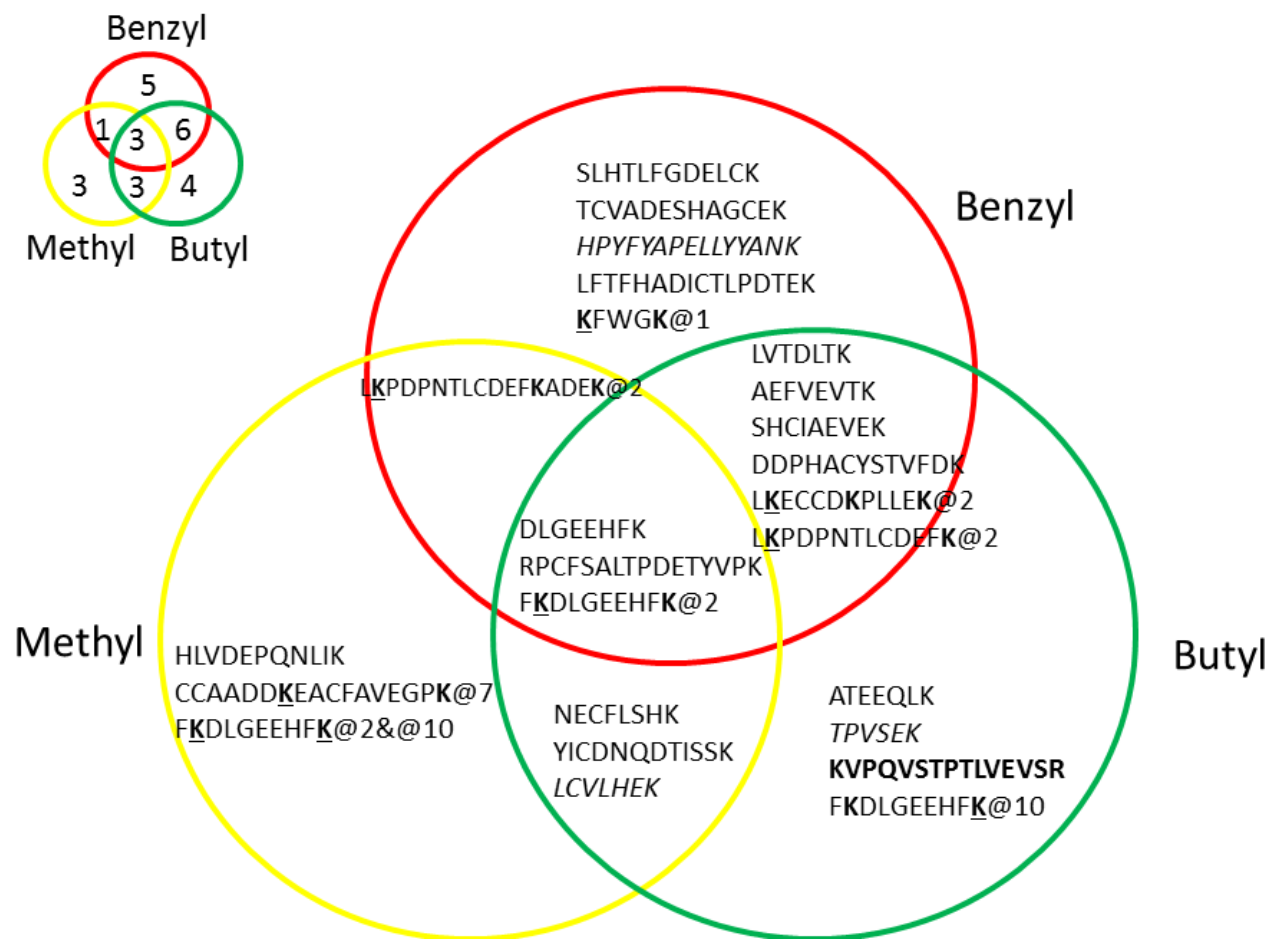 Benzyl
5
1 3 6
3 3 4
Methyl Butyl
Benzyl
SLHTLFGDELCK
TCVADESHAGCEK
HPYFYAPELLYYANK
LFTFHADICTLPDTEK
KFWGK@1
LKPDPNTLCDEFKADEK@2
LVTDLTK
AEFVEVTK
SHCIAEVEK
DDPHACYSTVFDK
LKECCDKPLLEK@2
LKPDPNTLCDEFK@2
DLGEEHFK
RPCFSALTPDETYVPK
FKDLGEEHFK@2
Methyl
HLVDEPQNLIK
CCAADDKEACFAVEGPK@7
FKDLGEEHFK@2&@10
NECFLSHK
YICDNQDTISSK
LCVLHEK
Butyl
ATEEQLK
TPVSEK
KVPQVSTPTLVEVSR
FKDLGEEHFK@10